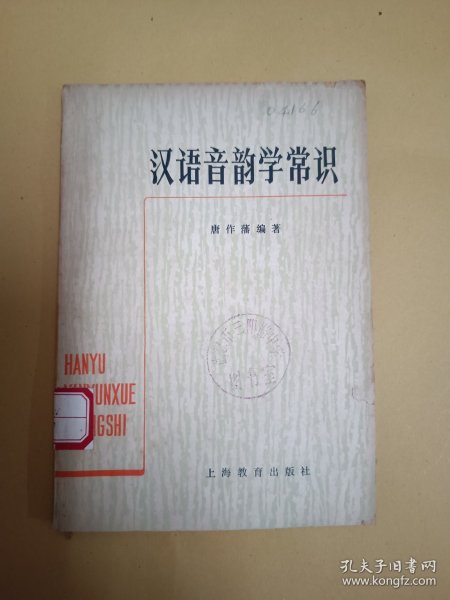 04166
汉语音韵学常识
唐作藩编著
HANYU
上海教育出版社
孔夫子旧书网
www.kongfz.com